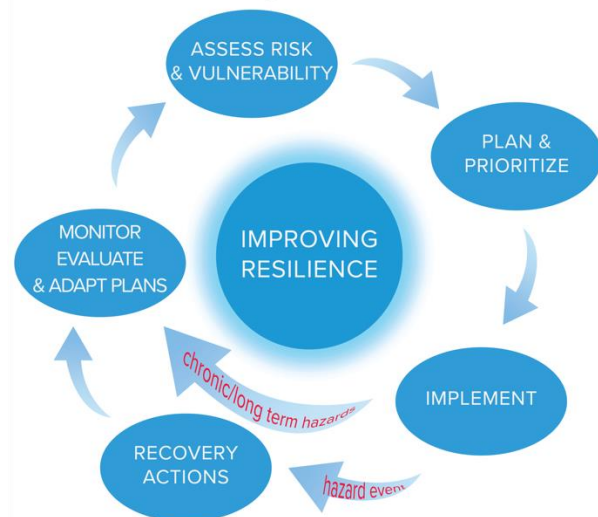 ASSESS RISK
& VULNERABILITY
PLAN &
PRIORITIZE
MONITOR
EVALUATE
& ADAPT PLANS
IMPROVING
RESILIENCE
chronic/long term hazards
IMPLEMENT
RECOVERY
ACTIONS
hazard event